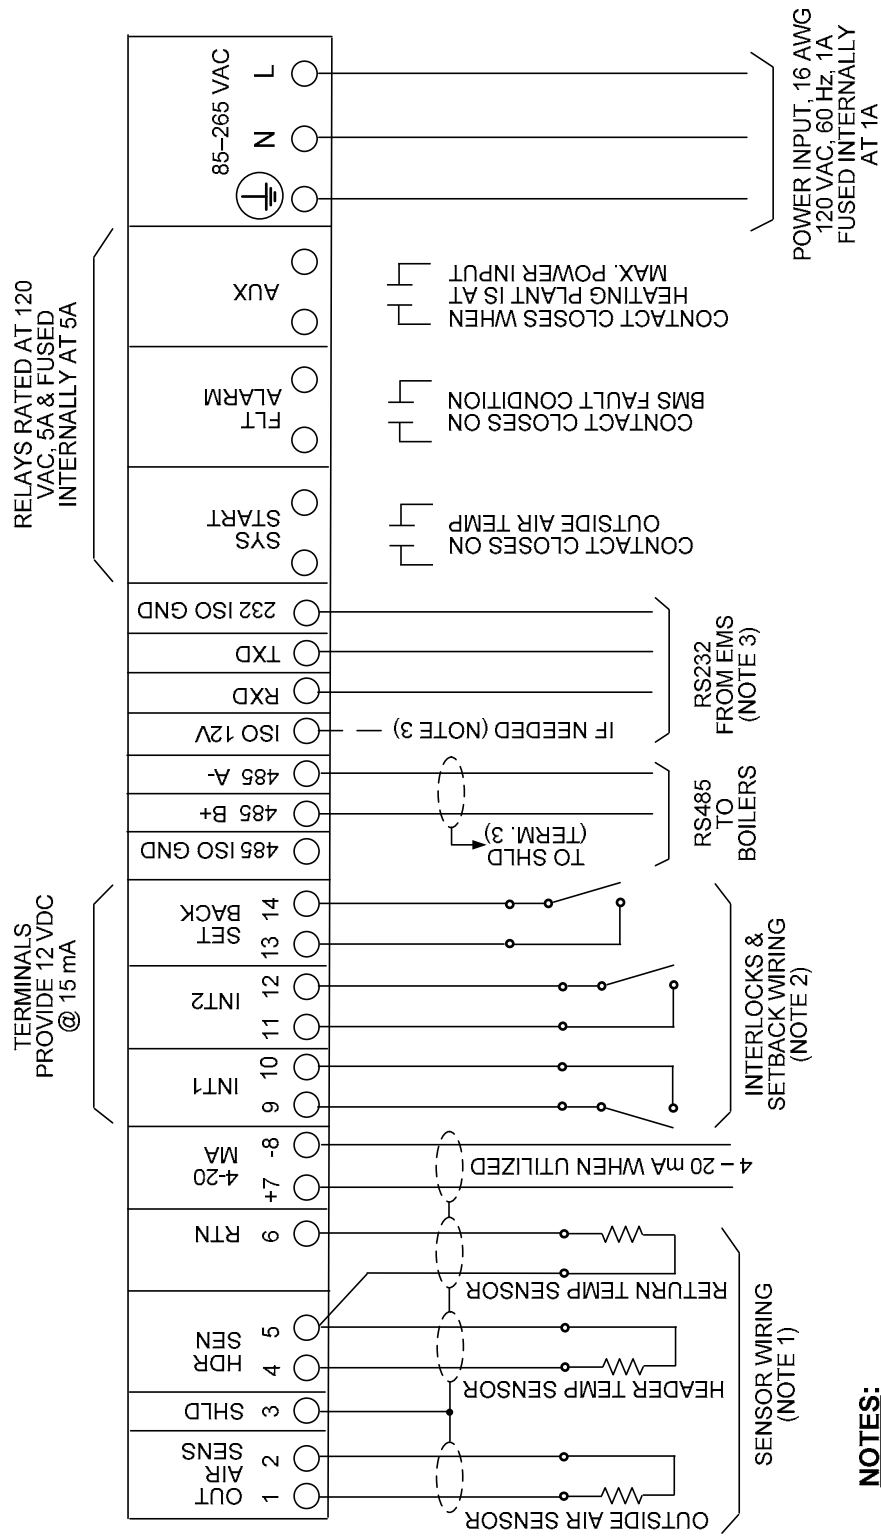 85–265 VAC
L
N
POWER INPUT, 16 AWG
120 VAC, 60 Hz, 1A
FUSED INTERNALLY
AT 1A
RELAYS RATED AT 120
VAC, 5A & FUSED
INTERNALLY AT 5A
AUX
CONTACT CLOSES WHEN
HEATING PLANT IS AT
MAX. POWER INPUT
FLT
ALARM
CONTACT CLOSES ON
BMS FAULT CONDITION
SYS
START
CONTACT CLOSES ON
OUTSIDE AIR TEMP
232 ISO GND
TXD
RXD
ISO 12V
IF NEEDED (NOTE 3)
RS232
FROM EMS
(NOTE 3)
485 A-
485 B+
485 ISO GND
TO SHLD
(TERM. 3)
RS485
TO
BOILERS
TERMINALS
PROVIDE 12 VDC
@ 15 mA
SET
BACK
14
13
INT2
12
11
INT1
10
9
INTERLOCKS &
SETBACK WIRING
(NOTE 2)
4-20
MA
-8
+7
4 – 20 mA WHEN UTILIZED
RTN
6
RETURN TEMP SENSOR
HDR
SEN
5
4
HEADER TEMP SENSOR
SHLD
3
OUT
AIR
SENS
2
1
OUTSIDE AIR SENSOR
SENSOR WIRING
(NOTE 1)
NOTES: